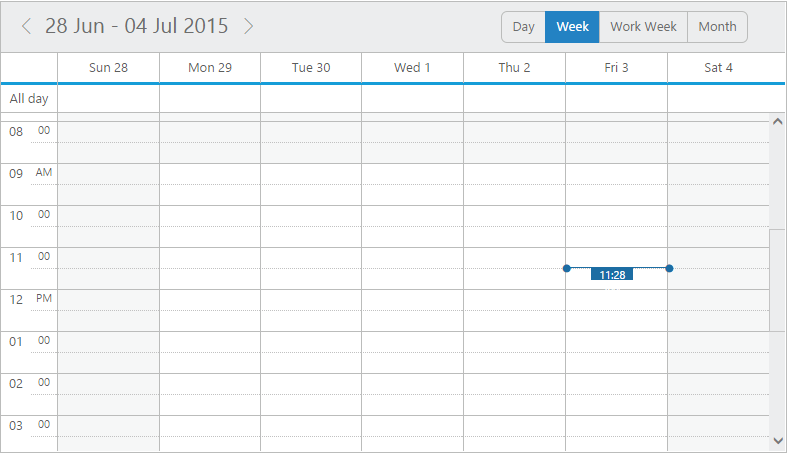 28 Jun - 04 Jul 2015
Day Week Work Week Month
Sun 28 Mon 29 Tue 30 Wed 1 Thu 2 Fri 3 Sat 4
All day
08 00
09 AM
10 00
11 00
11:28
12 PM
01 00
02 00
03 00